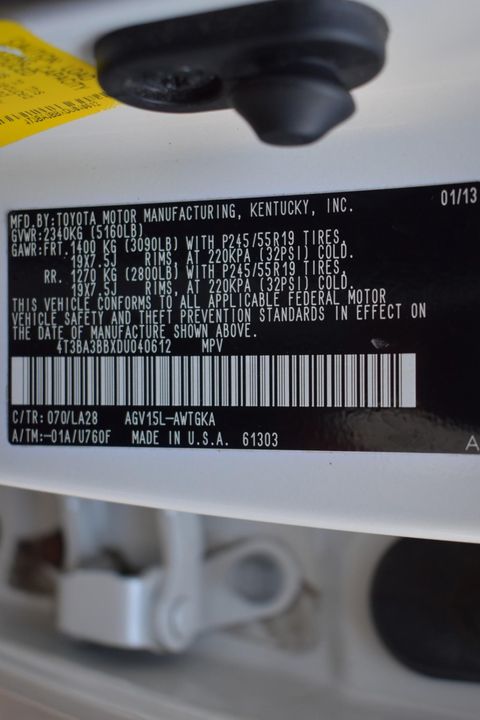 01/13
MFD.BY:TOYOTA MOTOR MANUFACTURING, KENTUCKY, INC.
GVWR:2340KG (5160LB)
GAWR:FRT.1400 KG (3090LB) WITH P245/55R19 TIRES,
19X7.5J RIMS, AT 220KPA (32PSI) COLD.
RR. 1270 KG (2800LB) WITH P245/55R19 TIRES,
19X7.5J RIMS, AT 220KPA (32PSI) COLD.
THIS VEHICLE CONFORMS TO ALL APPLICABLE FEDERAL MOTOR
VEHICLE SAFETY AND THEFT PREVENTION STANDARDS IN EFFECT ON
THE DATE OF MANUFACTURE SHOWN ABOVE.
4T3BA3BBXDU040612 MPV
C/TR: 070/LA28 AGV15L-AWTGKA
A/TM:-01A/U760F MADE IN U.S.A. 61303
A